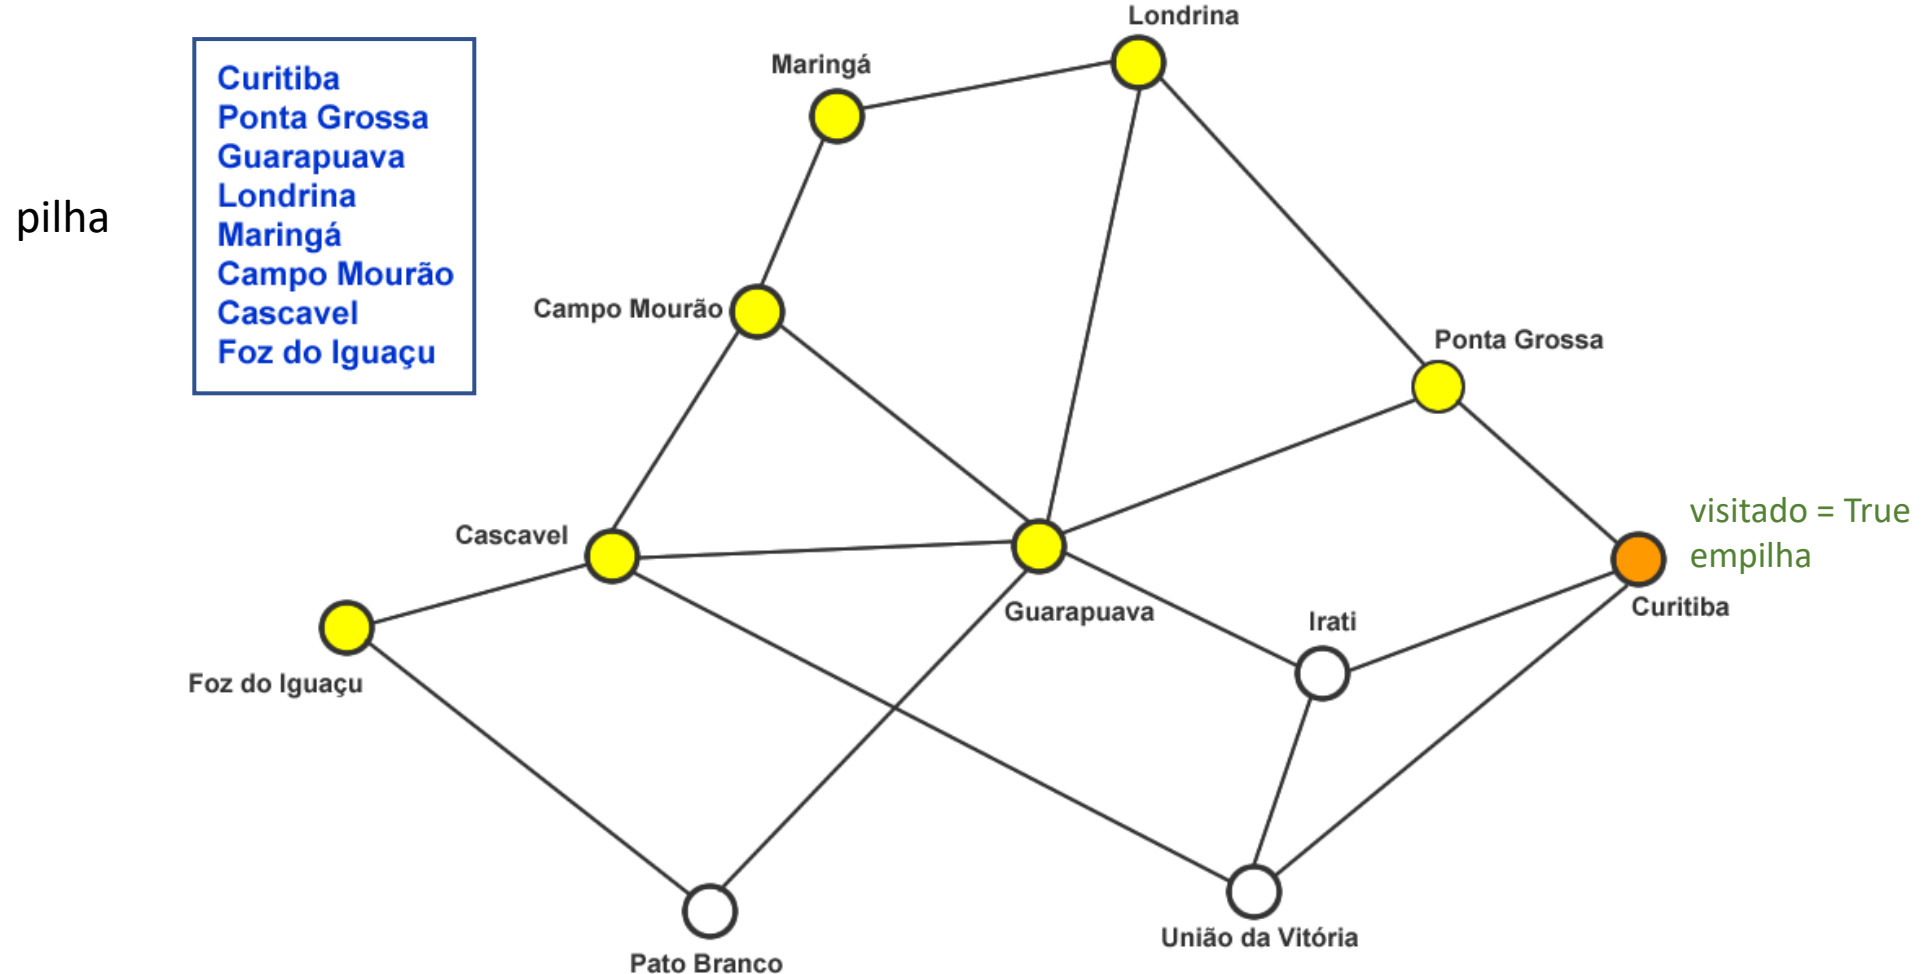 pilha
Curitiba
Ponta Grossa
Guarapuava
Londrina
Maringá
Campo Mourão
Cascavel
Foz do Iguaçu
Londrina
Maringá
Campo Mourão
Ponta Grossa
Cascavel
visitado = True
empilha
Guarapuava
Curitiba
Irati
Foz do Iguaçu
União da Vitória
Pato Branco